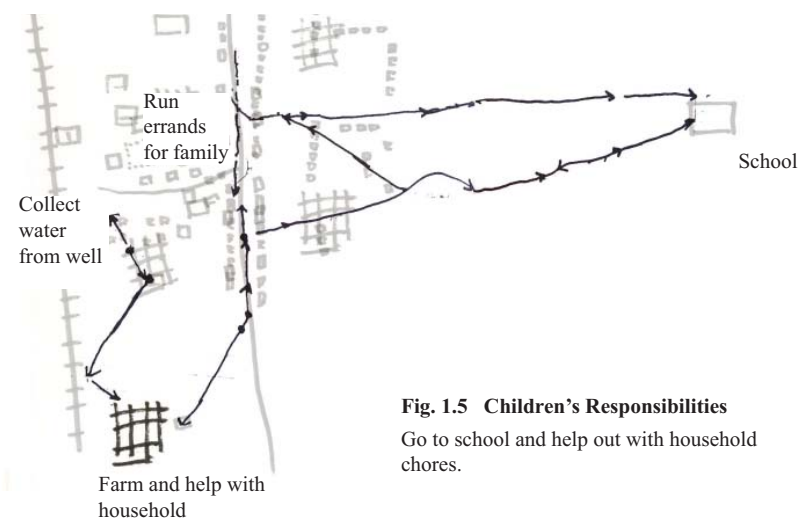 Run
errands
for family
School
Collect
water
from well
Fig. 1.5 Children’s Responsibilities
Go to school and help out with household
chores.
Farm and help with
household